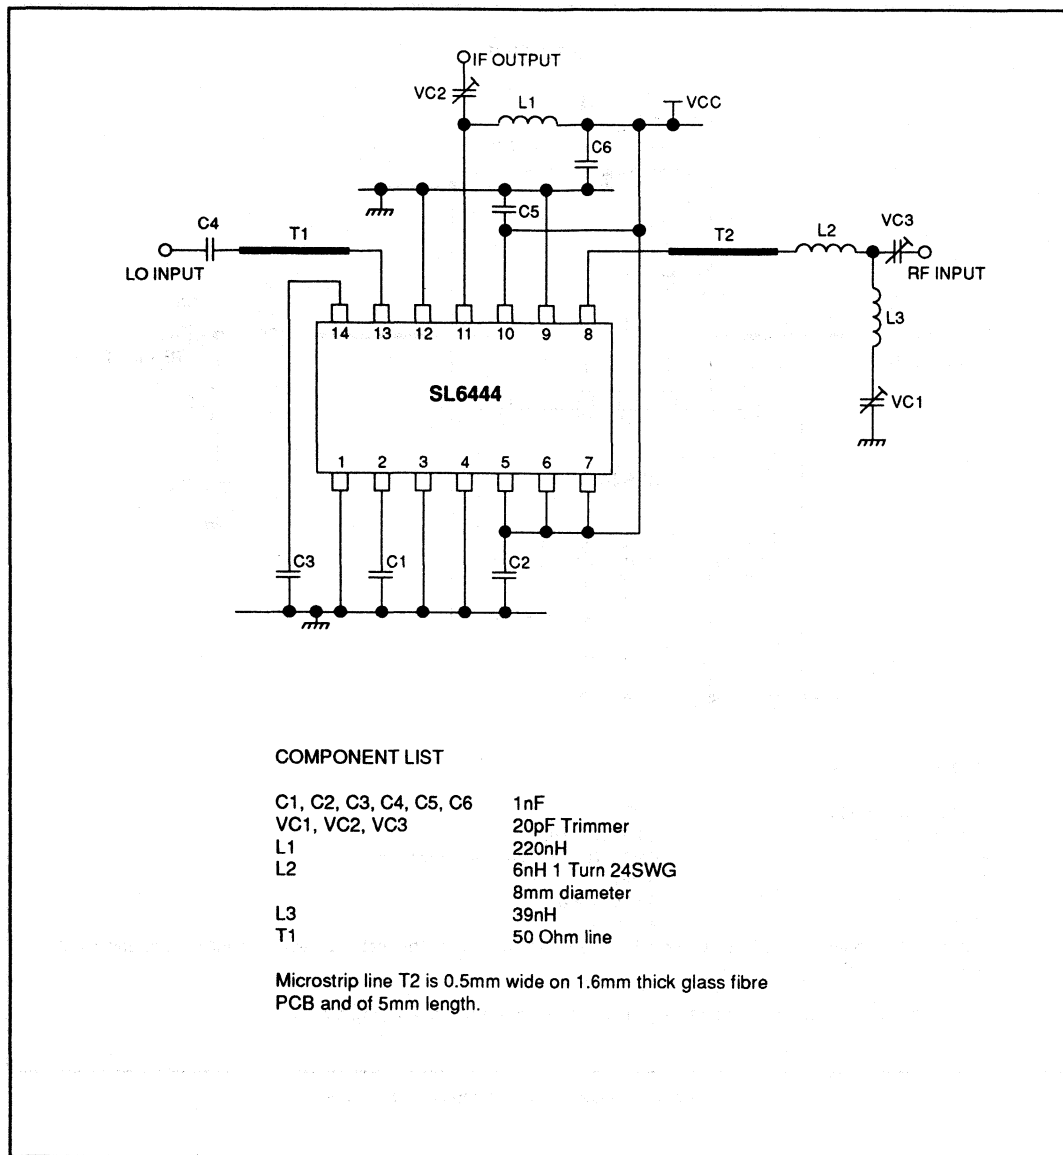 IF OUTPUT
VC2
L1
VCC
C6
C5
C4
T1
T2
L2
VC3
LO INPUT
RF INPUT
L3
14 13 12 11 10 9 8
SL6444
VC1
1 2 3 4 5 6 7
C3
C1
C2
COMPONENT LIST
C1, C2, C3, C4, C5, C6 1nF
VC1, VC2, VC3 20pF Trimmer
L1 220nH
L2 6nH 1 Turn 24SWG
8mm diameter
L3 39nH
T1 50 Ohm line
Microstrip line T2 is 0.5mm wide on 1.6mm thick glass fibre
PCB and of 5mm length.